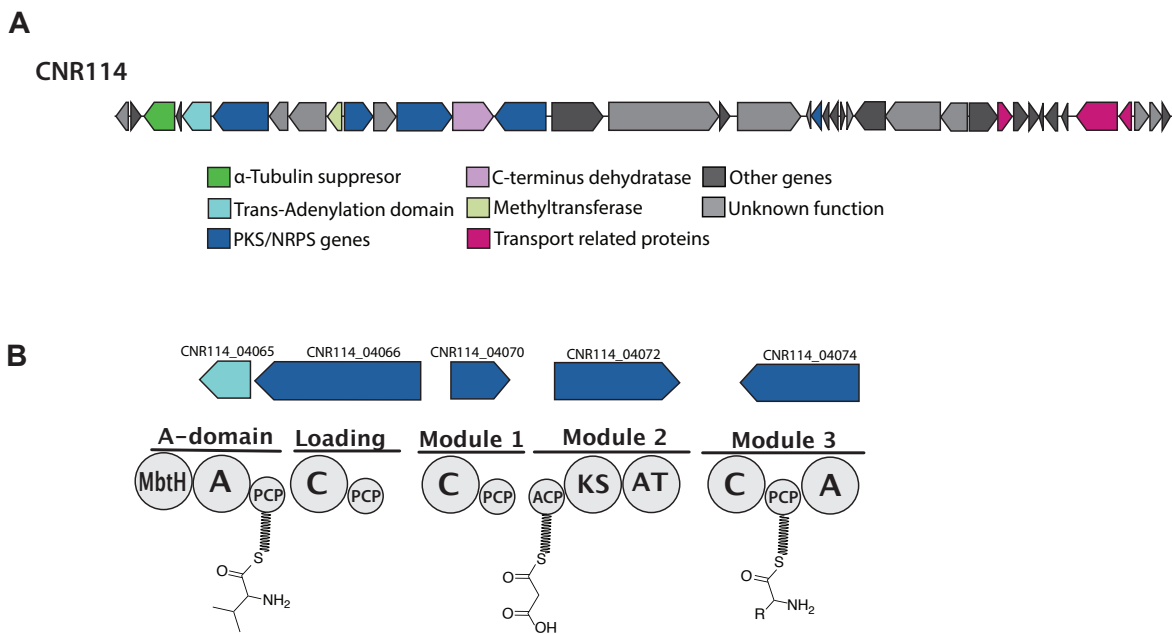 A
CNR114
α-Tubulin suppresor
C-terminus dehydratase
Other genes
Trans-Adenylation domain
Methyltransferase
Unknown function
PKS/NRPS genes
Transport related proteins
B
CNR114_04065
CNR114_04066
CNR114_04070
CNR114_04072
CNR114_04074
A-domain
Loading
Module 1
Module 2
Module 3
MbtH
A
PCP
C
PCP
C
PCP
ACP
KS
AT
C
PCP
A
S
O
NH2
S
O
O
OH
S
O
R
NH2